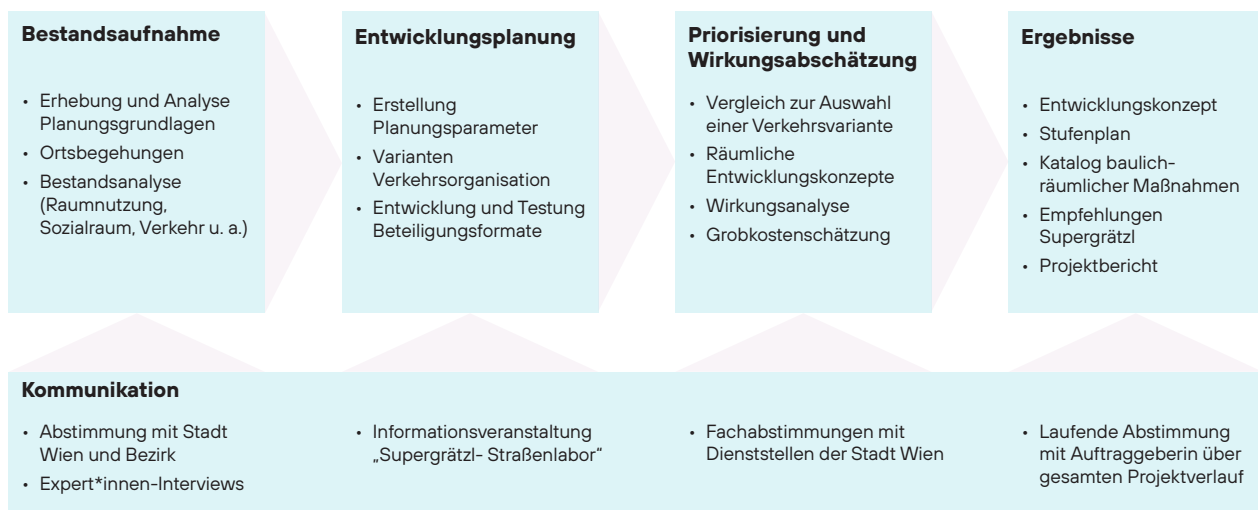 Bestandsaufnahme
• Erhebung und Analyse
Planungsgrundlagen
• Ortsbegehungen
• Bestandsanalyse
(Raumnutzung,
Sozialraum, Verkehr u. a.)
Entwicklungsplanung
• Erstellung
Planungsparameter
• Varianten
Verkehrsorganisation
• Entwicklung und Testung
Beteiligungsformate
Priorisierung und
Wirkungsabschätzung
• Vergleich zur Auswahl
einer Verkehrsvariante
• Räumliche
Entwicklungskonzepte
• Wirkungsanalyse
• Grobkostenschätzung
Ergebnisse
• Entwicklungskonzept
• Stufenplan
• Katalog baulich-
räumlicher Maßnahmen
• Empfehlungen
Supergrätzl
• Projektbericht
Kommunikation
• Abstimmung mit Stadt
Wien und Bezirk
• Expert*innen-Interviews
• Informationsveranstaltung
„Supergrätzl- Straßenlabor“
• Fachabstimmungen mit
Dienststellen der Stadt Wien
• Laufende Abstimmung
mit Auftraggeberin über
gesamten Projektverlauf